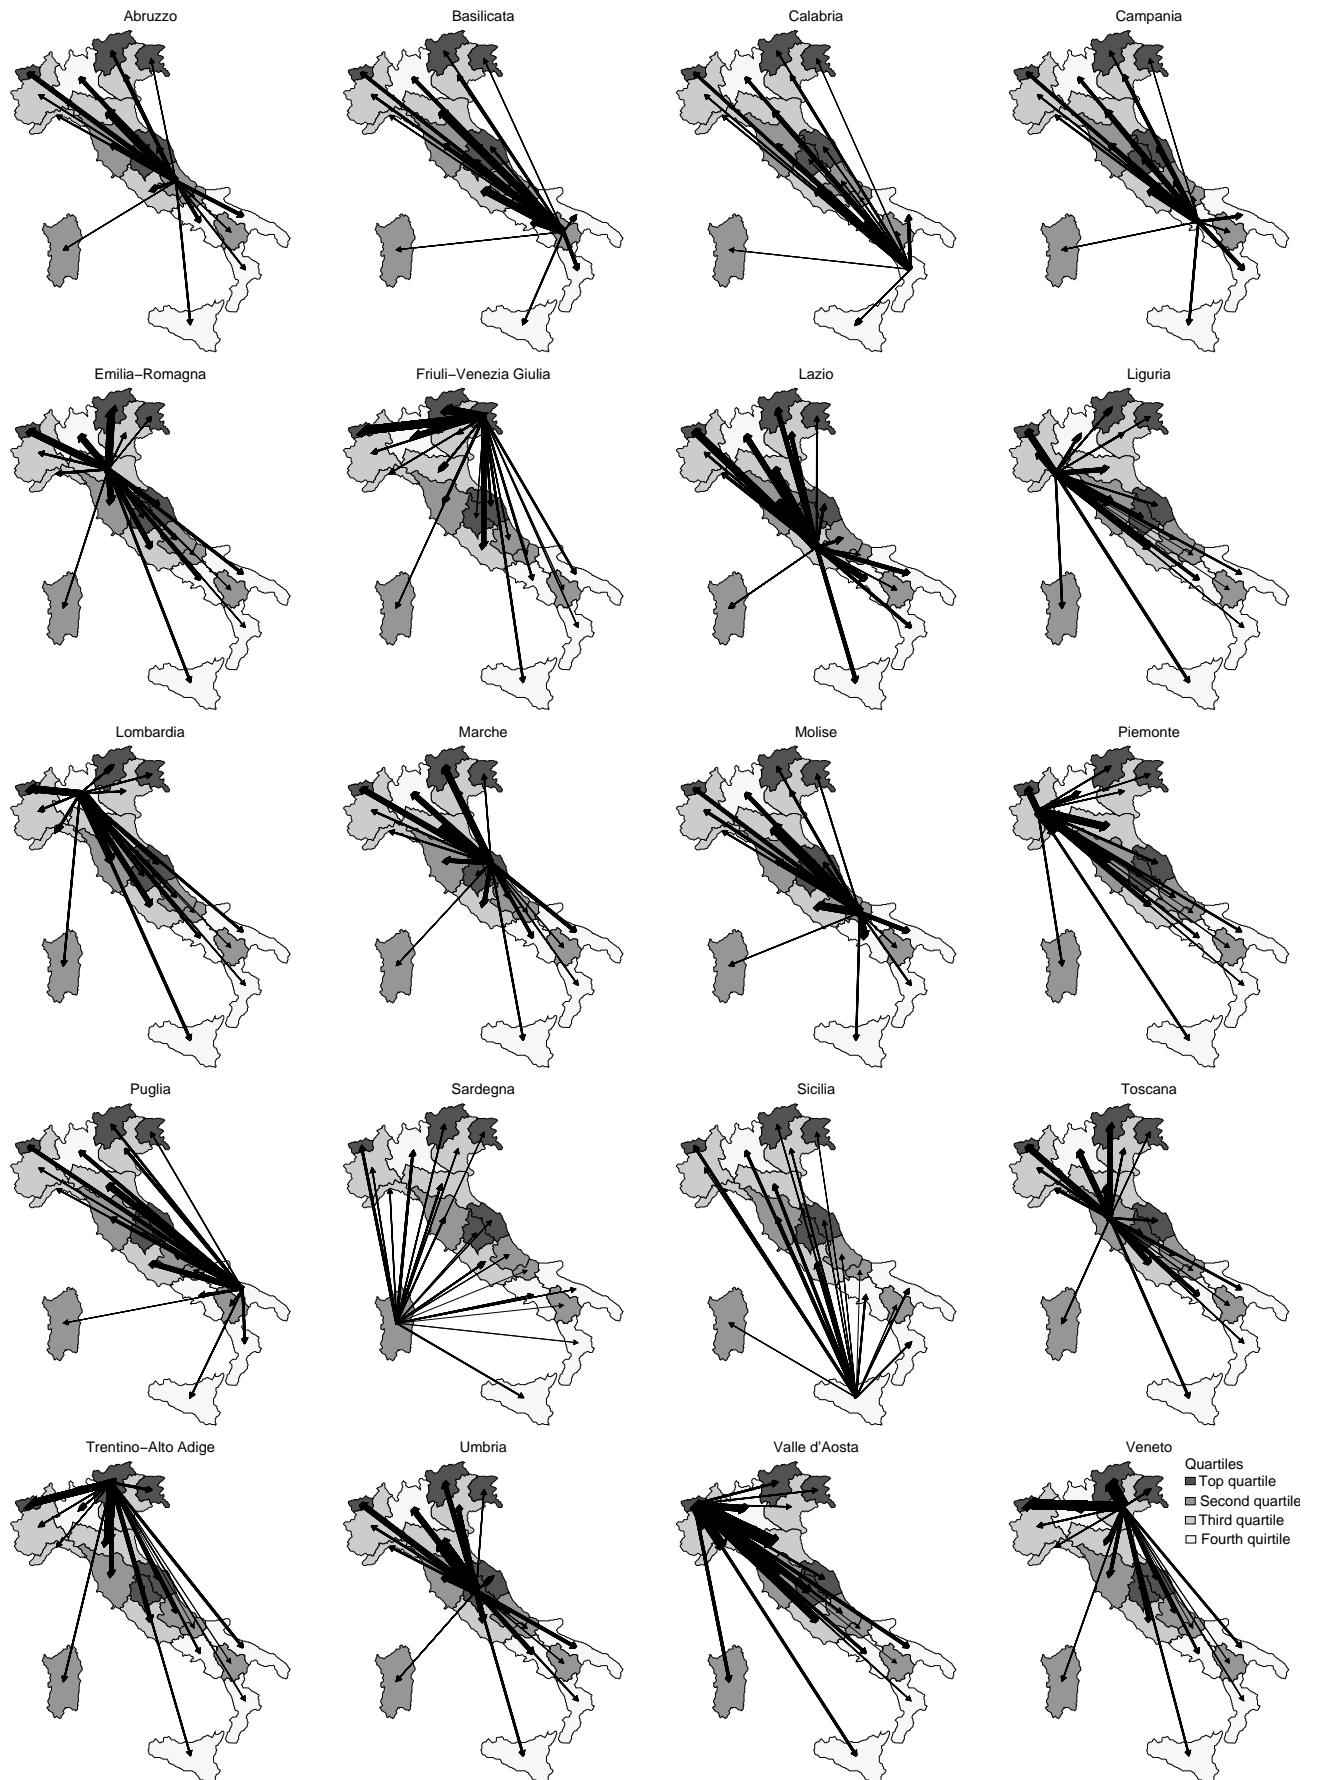 Abruzzo
Basilicata
Calabria
Campania
Emilia−Romagna
Friuli−Venezia Giulia
Lazio
Liguria
Lombardia
Marche
Molise
Piemonte
Puglia
Sardegna
Sicilia
Toscana
Trentino−Alto Adige
Umbria
Valle d'Aosta
Veneto
Quartiles
Top quartile
Second quartile
Third quartile
Fourth quirtile